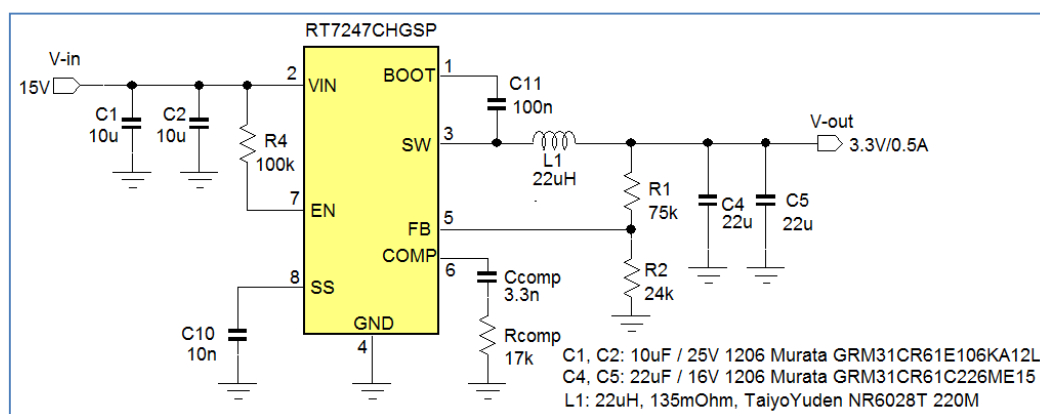 RT7247CHGSP
V-in
15V
C1
10u
C2
10u
R4
100k
2
VIN
7
EN
8
SS
C10
10n
BOOT
1
C11
100n
SW
3
L1
22uH
FB
5
COMP
6
GND
4
Ccomp
3.3n
Rcomp
17k
R1
75k
R2
24k
C4
22u
C5
22u
V-out
3.3V/0.5A
C1, C2: 10uF / 25V 1206 Murata GRM31CR61E106KA12L
C4, C5: 22uF / 16V 1206 Murata GRM31CR61C226ME15
L1: 22uH, 135mOhm, TaiyoYuden NR6028T 220M